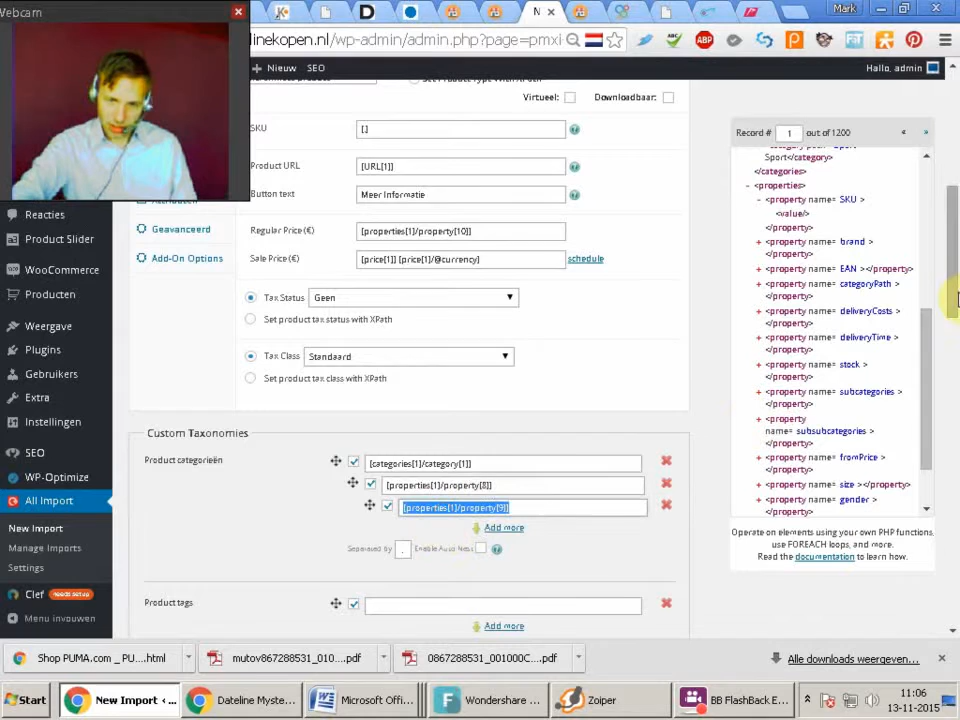 Webcam
Mark
linekopen.nl/wp-admin/admin.php?page=pmxi
Nieuw SEO
Hallo, admin
Virtueel:
Downloadbaar:
SKU
[.]
Product URL
[URL[1]]
Button text
Meer Informatie
Geavanceerd
Regular Price (€)
[properties[1]/property[10]]
Add-On Options
Sale Price (€)
[price[1]] [price[1]/@currency]
schedule
Tax Status
Geen
Set product tax status with XPath
Tax Class
Standaard
Set product tax class with XPath
Custom Taxonomies
Product categorieën
[categories[1]/category[1]]
[properties[1]/property[8]]
[properties[1]/property[9]]
Add more
Separated by
Product tags
Add more
Reacties
Product Slider
WooCommerce
Producten
Weergave
Plugins
Gebruikers
Extra
Instellingen
SEO
WP-Optimize
All Import
New Import
Manage Imports
Settings
Clef
Menu invouwen
Record #
1
out of 1200
Sport</category>
</categories>
- <properties>
- <property name= SKU >
<value/>
</property>
+ <property name= brand >
</property>
+ <property name= EAN ></property>
+ <property name= categoryPath >
</property>
+ <property name= deliveryCosts >
</property>
+ <property name= deliveryTime >
</property>
+ <property name= stock >
</property>
+ <property name= subcategories >
</property>
+ <property
name= subsubcategories >
</property>
+ <property name= fromPrice >
</property>
+ <property name= size ></property>
+ <property name= gender >
</property>
Operate on elements using your own PHP functions,
use FOREACH loops, and more.
Read the documentation to learn how.
Shop PUMA.com _ PU....html
mutov867288531_010....pdf
0867288531_001000C....pdf
Alle downloads weergeven...
Start
New Import ‹ ...
Dateline Myste...
Microsoft Offi...
Wondershare ...
Zoiper
BB FlashBack E...
11:06
13-11-2015